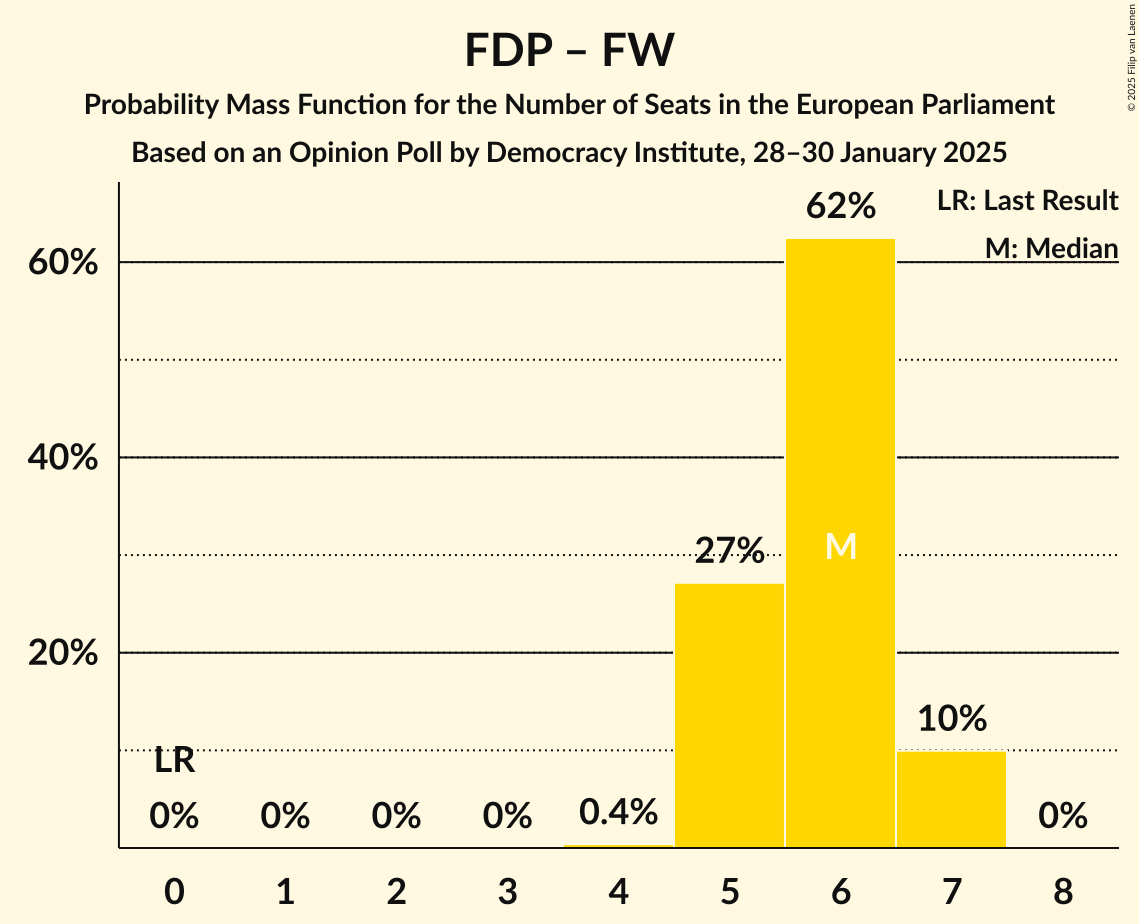 FDP – FW
Probability Mass Function for the Number of Seats in the European Parliament
Based on an Opinion Poll by Democracy Institute, 28–30 January 2025
© 2025 Filip van Laenen
LR: Last Result
M: Median
62%
60%
40%
27%
M
20%
10%
LR
0%
0%
0%
0%
0.4%
0%
0
1
2
3
4
5
6
7
8